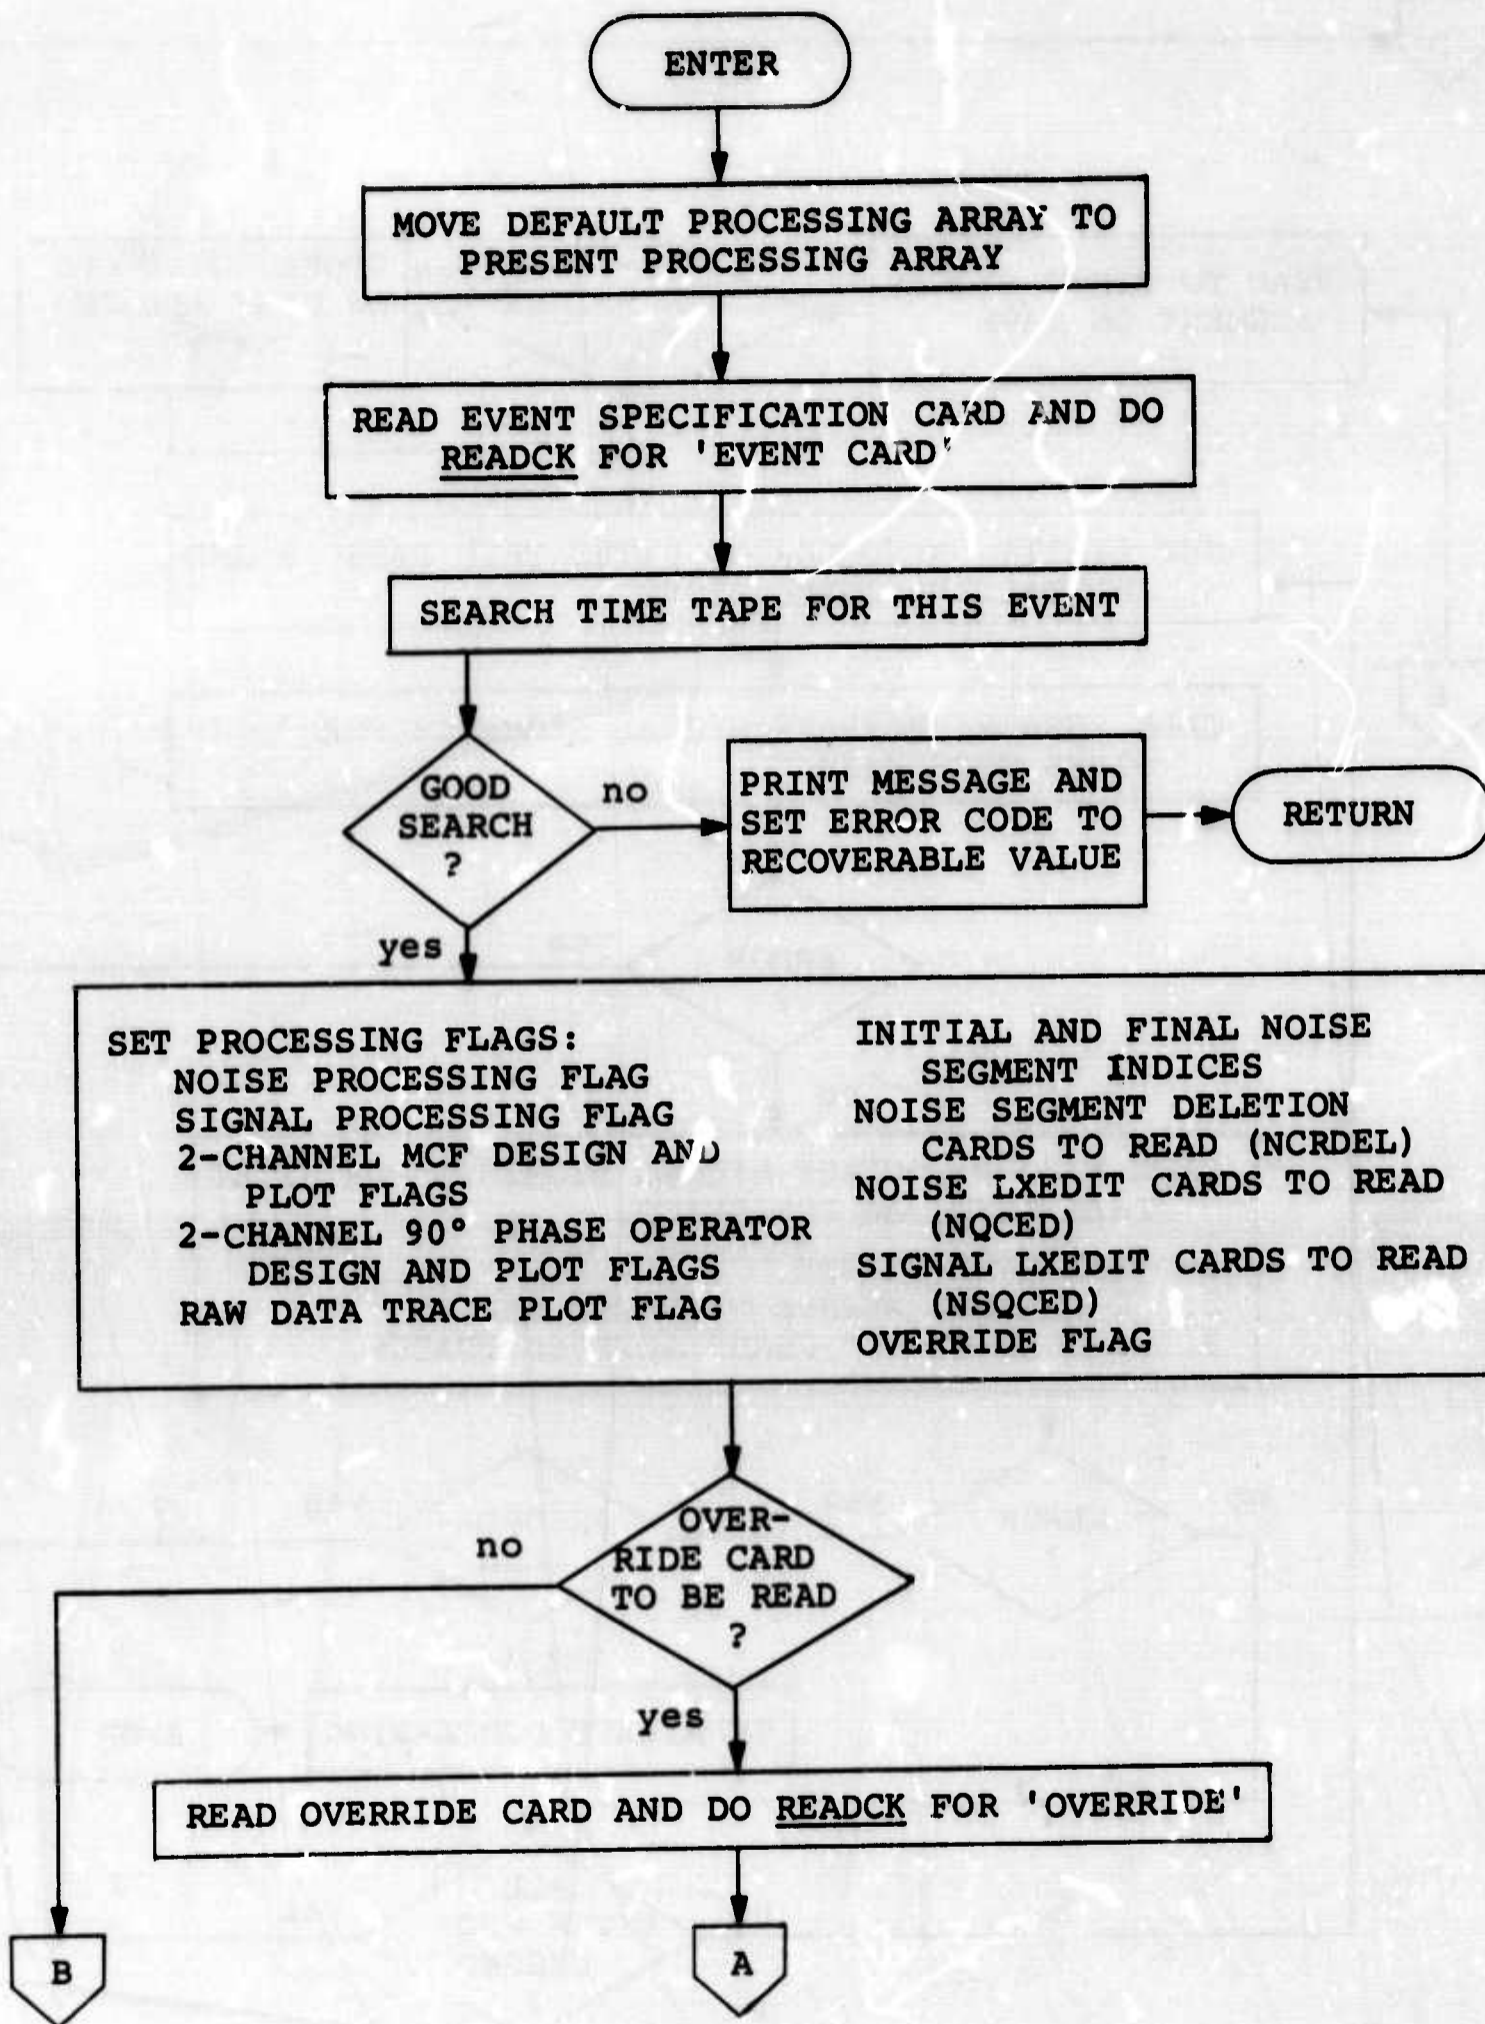 ENTER
MOVE DEFAULT PROCESSING ARRAY TO
PRESENT PROCESSING ARRAY
READ EVENT SPECIFICATION CARD AND DO
READCK FOR 'EVENT CARD'
SEARCH TIME TAPE FOR THIS EVENT
GOOD
SEARCH
?
no
PRINT MESSAGE AND
SET ERROR CODE TO
RECOVERABLE VALUE
RETURN
yes
SET PROCESSING FLAGS:
NOISE PROCESSING FLAG
SIGNAL PROCESSING FLAG
2-CHANNEL MCF DESIGN AND
PLOT FLAGS
2-CHANNEL 90° PHASE OPERATOR
DESIGN AND PLOT FLAGS
RAW DATA TRACE PLOT FLAG
INITIAL AND FINAL NOISE
SEGMENT INDICES
NOISE SEGMENT DELETION
CARDS TO READ (NCRDEL)
NOISE LXEDIT CARDS TO READ
(NQCED)
SIGNAL LXEDIT CARDS TO READ
(NSQCED)
OVERRIDE FLAG
OVER-
RIDE CARD
TO BE READ
?
no
yes
READ OVERRIDE CARD AND DO READCK FOR 'OVERRIDE'
B
A